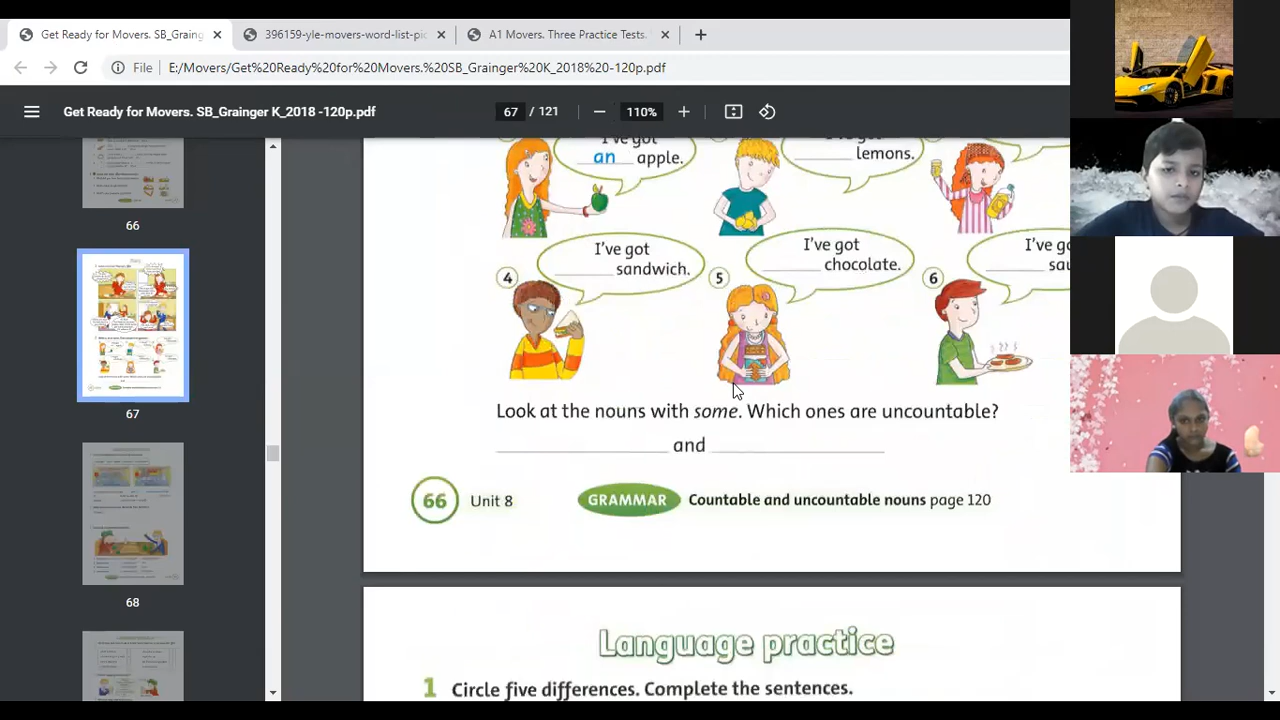 Get Ready for Movers. SB_Graing
396159-yle-movers-word-list-pic
A1 Movers. Three Practice Tests.
File E:/Movers/Get%20Ready%20for%20Movers.%20SB_Grainger%20K_2018%20-120p.pdf
Get Ready for Movers. SB_Grainger K_2018 -120p.pdf
67 / 121
110%
66
67
68
I've got
an apple.
lemons.
4
I've got
sandwich.
5
I've got
chocolate.
6
Look at the nouns with some. Which ones are uncountable?
and
66 Unit 8 GRAMMAR Countable and uncountable nouns page 120
Language practice
1 Circle five differences. Complete the sentences.